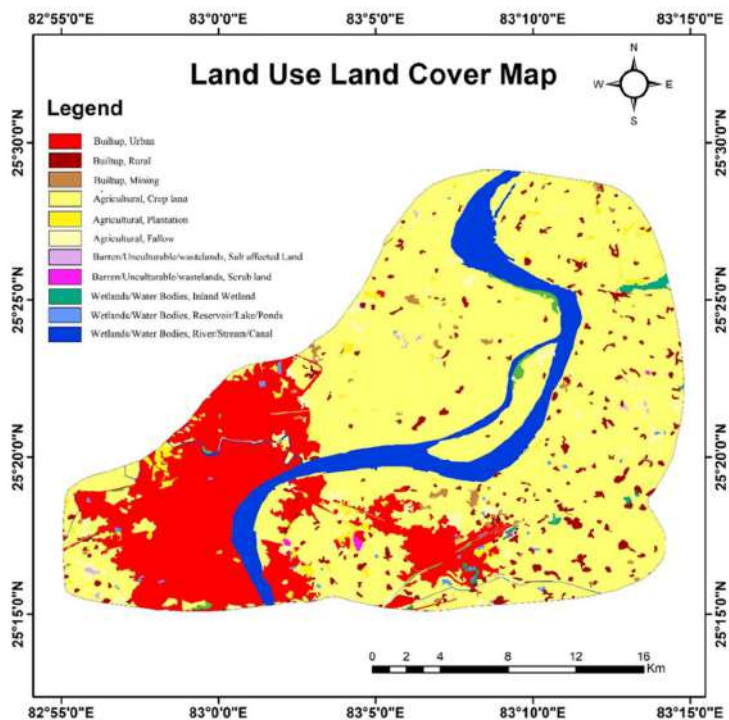 82°55'0"E 83°0'0"E 83°5'0"E 83°10'0"E 83°15'0"E
Land Use Land Cover Map
N
W E
S
Legend
Builtup, Urban
Builtup, Rural
Builtup, Mining
Agricultural, Crop land
Agricultural, Plantation
Agricultural, Fallow
Barren/Unculturable/wastelands, Salt affected Land
Barren/Unculturable/wastelands, Scrub land
Wetlands/Water Bodies, Inland Wetland
Wetlands/Water Bodies, Reservoir/Lake/Ponds
Wetlands/Water Bodies, River/Stream/Canal
25°30'0"N 25°30'0"N
25°25'0"N 25°25'0"N
25°20'0"N 25°20'0"N
25°15'0"N 25°15'0"N
0 2 4 8 12 16
Km
82°55'0"E 83°0'0"E 83°5'0"E 83°10'0"E 83°15'0"E